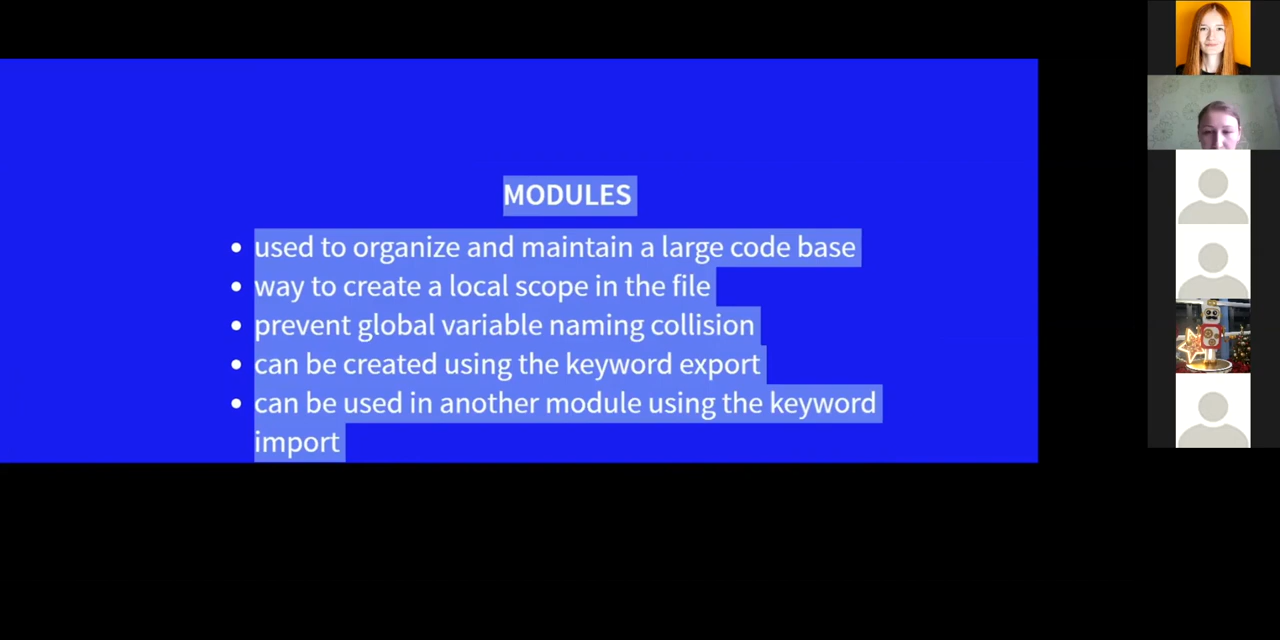 MODULES
used to organize and maintain a large code base
way to create a local scope in the file
prevent global variable naming collision
can be created using the keyword export
can be used in another module using the keyword
import